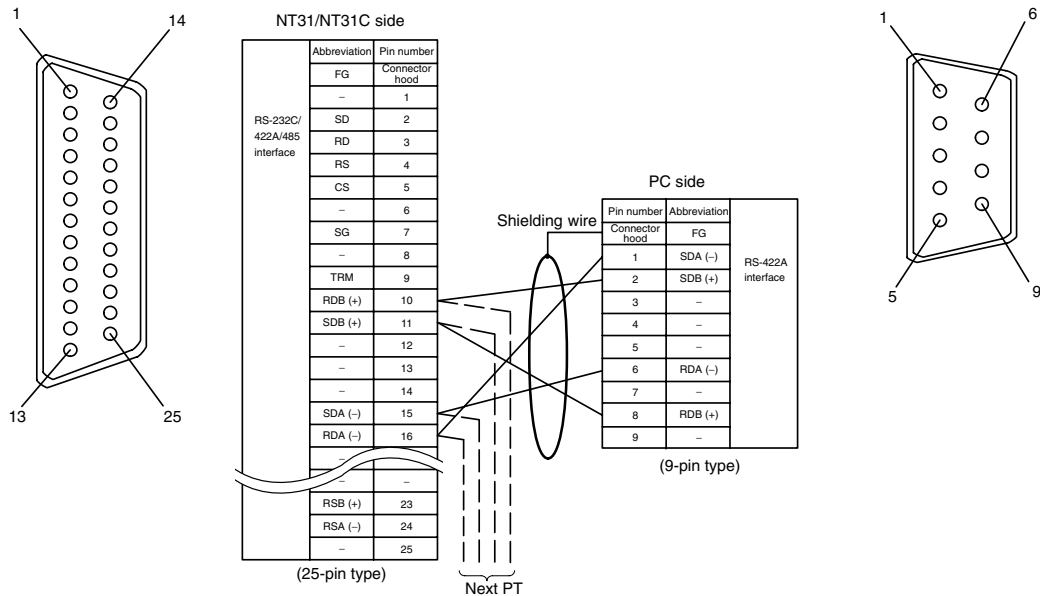 1
14
13
25
NT31/NT31C side
RS-232C/
422A/485
interface
Abbreviation Pin number
FG Connector
hood
– 1
SD 2
RD 3
RS 4
CS 5
– 6
SG 7
– 8
TRM 9
RDB (+) 10
SDB (+) 11
– 12
– 13
– 14
SDA (–) 15
RDA (–) 16
– –
– –
RSB (+) 23
RSA (–) 24
– 25
(25-pin type)
Shielding wire
Next PT
PC side
Pin number Abbreviation
Connector
hood FG
1 SDA (–)
2 SDB (+)
3 –
4 –
5 –
6 RDA (–)
7 –
8 RDB (+)
9 –
RS-422A
interface
(9-pin type)
1
6
5
9